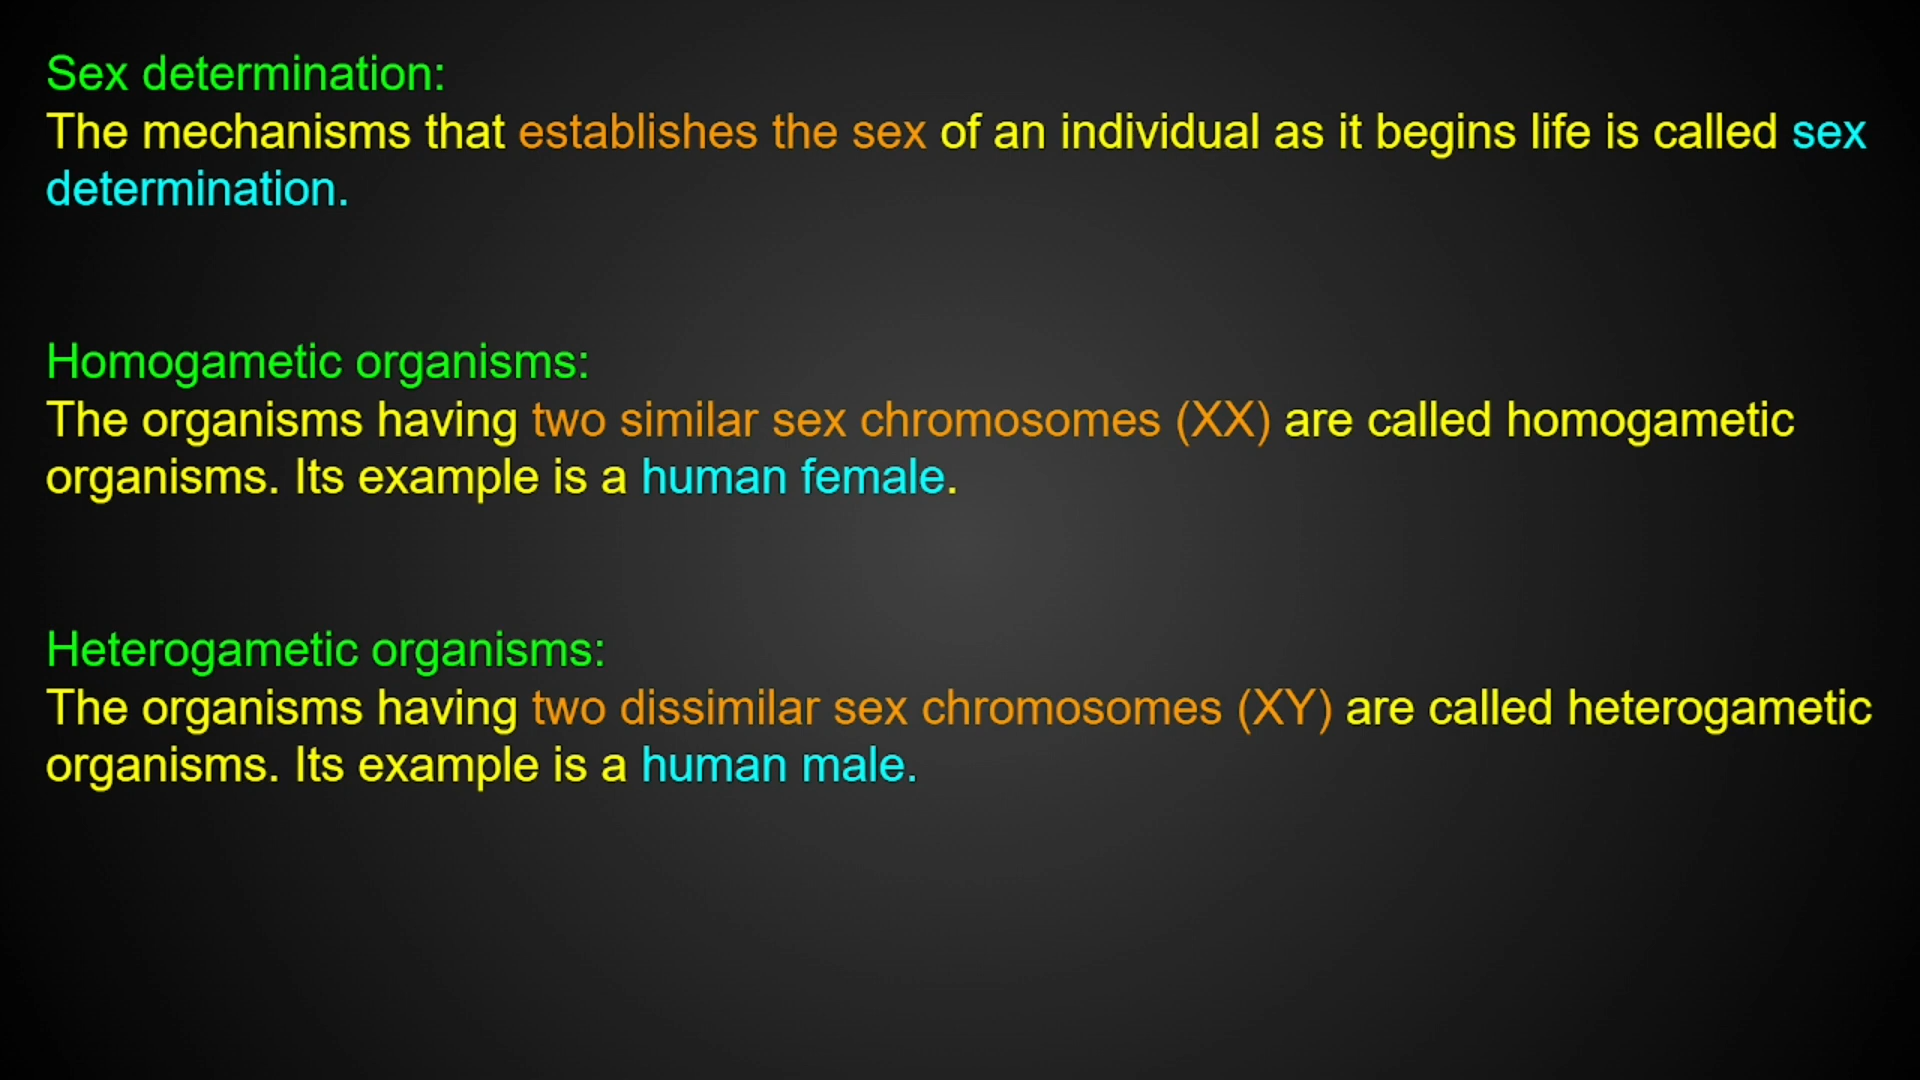 Sex determination:
The mechanisms that establishes the sex of an individual as it begins life is called sex
determination.
Homogametic organisms:
The organisms having two similar sex chromosomes (XX) are called homogametic
organisms. Its example is a human female.
Heterogametic organisms:
The organisms having two dissimilar sex chromosomes (XY) are called heterogametic
organisms. Its example is a human male.